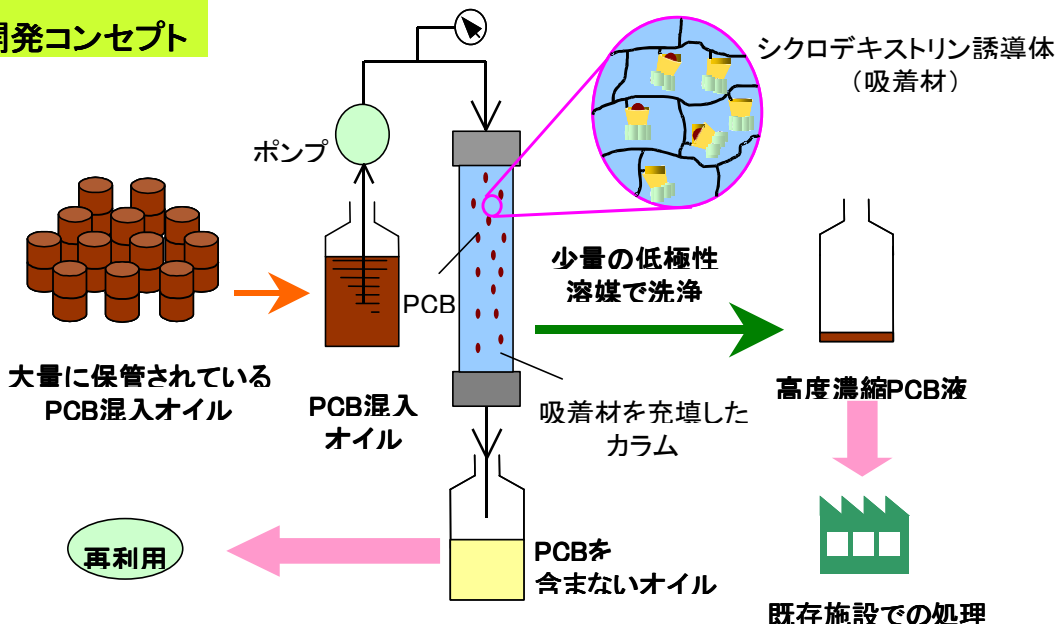 開発コンセプト
シクロデキストリン誘導体
（吸着材）
ポンプ
PCB
少量の低極性
溶媒で洗浄
大量に保管されている
PCB混入オイル
PCB混入
オイル
吸着材を充填した
カラム
高度濃縮PCB液
再利用
PCBを
含まないオイル
既存施設での処理